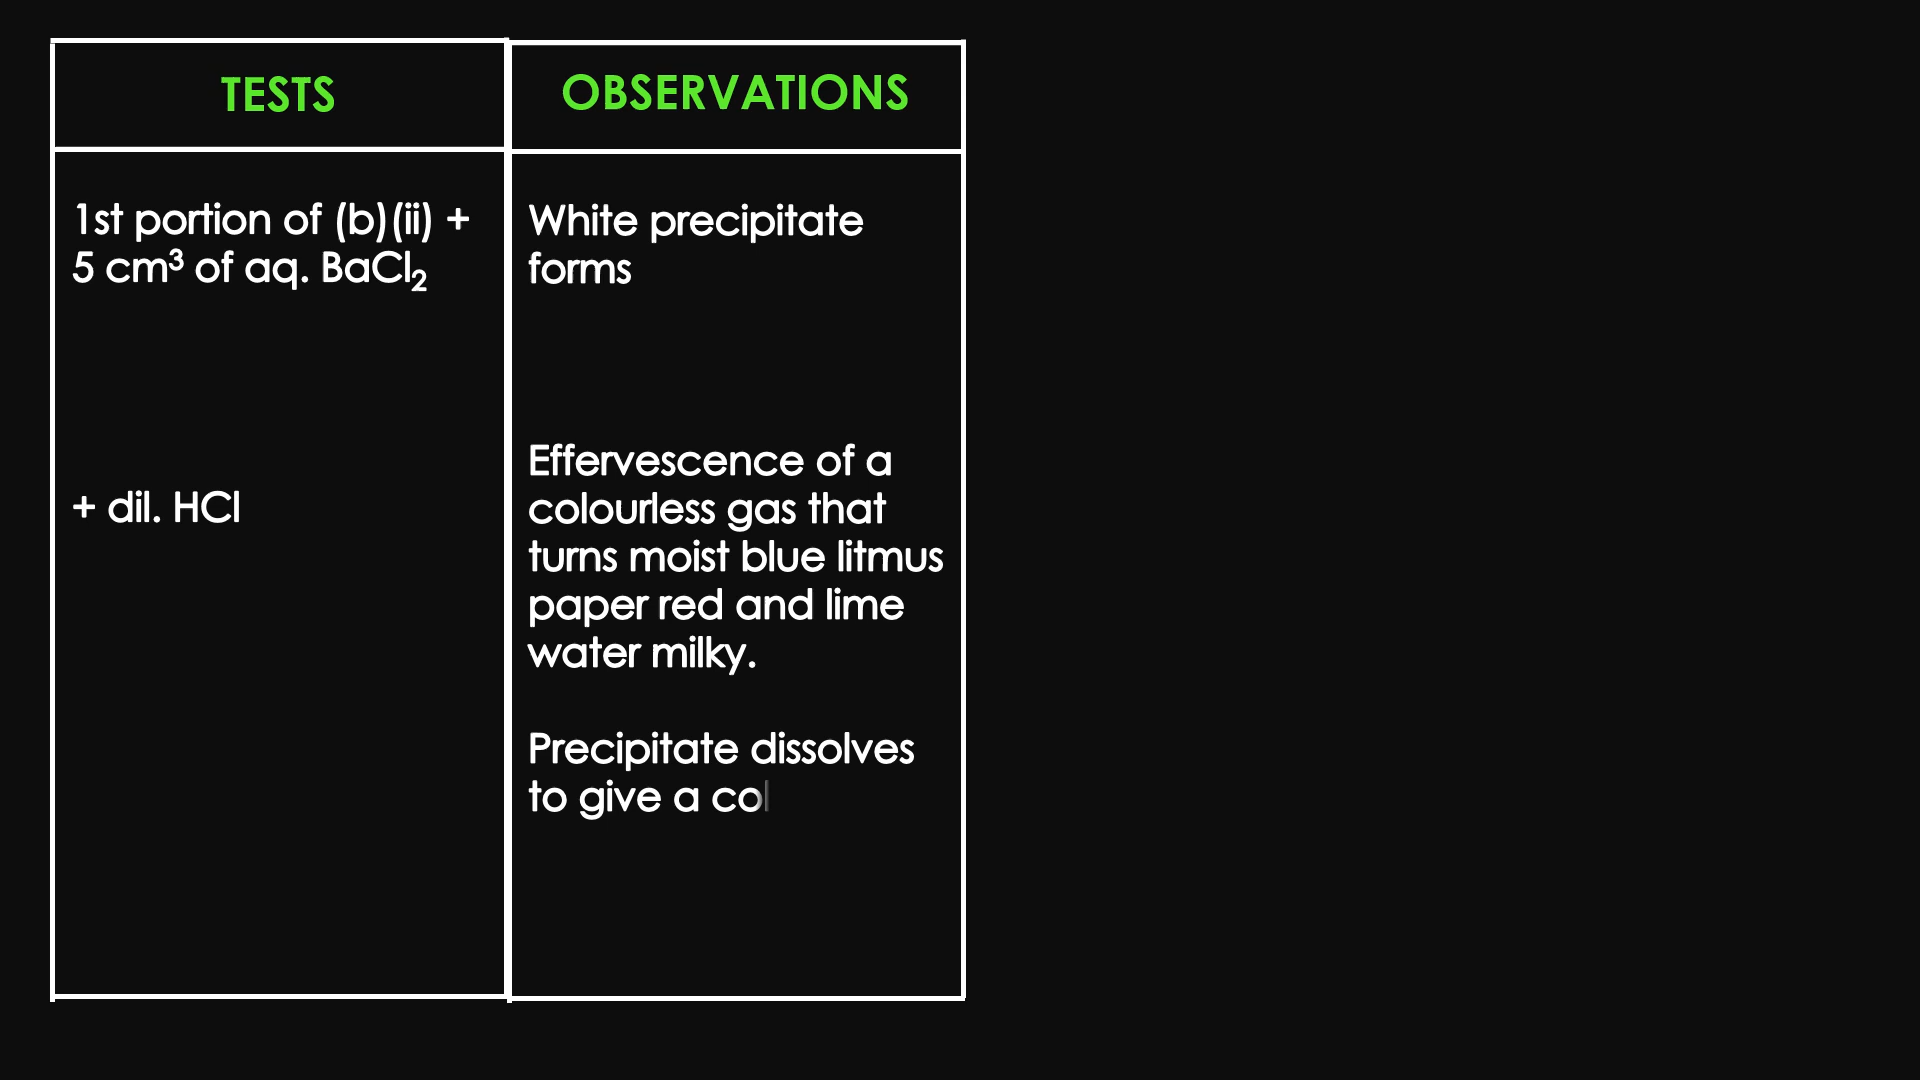 TESTS
OBSERVATIONS
1st portion of (b)(ii) +
5 cm³ of aq. BaCl₂
White precipitate
forms
+ dil. HCl
Effervescence of a
colourless gas that
turns moist blue litmus
paper red and lime
water milky.
Precipitate dissolves
to give a col